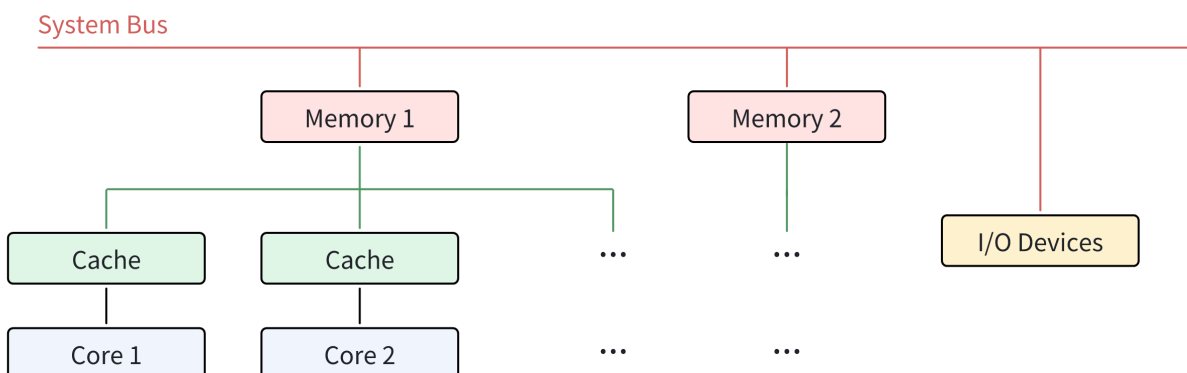 System Bus
Memory 1
Memory 2
I/O Devices
Cache
Cache
...
...
Core 1
Core 2
...
...